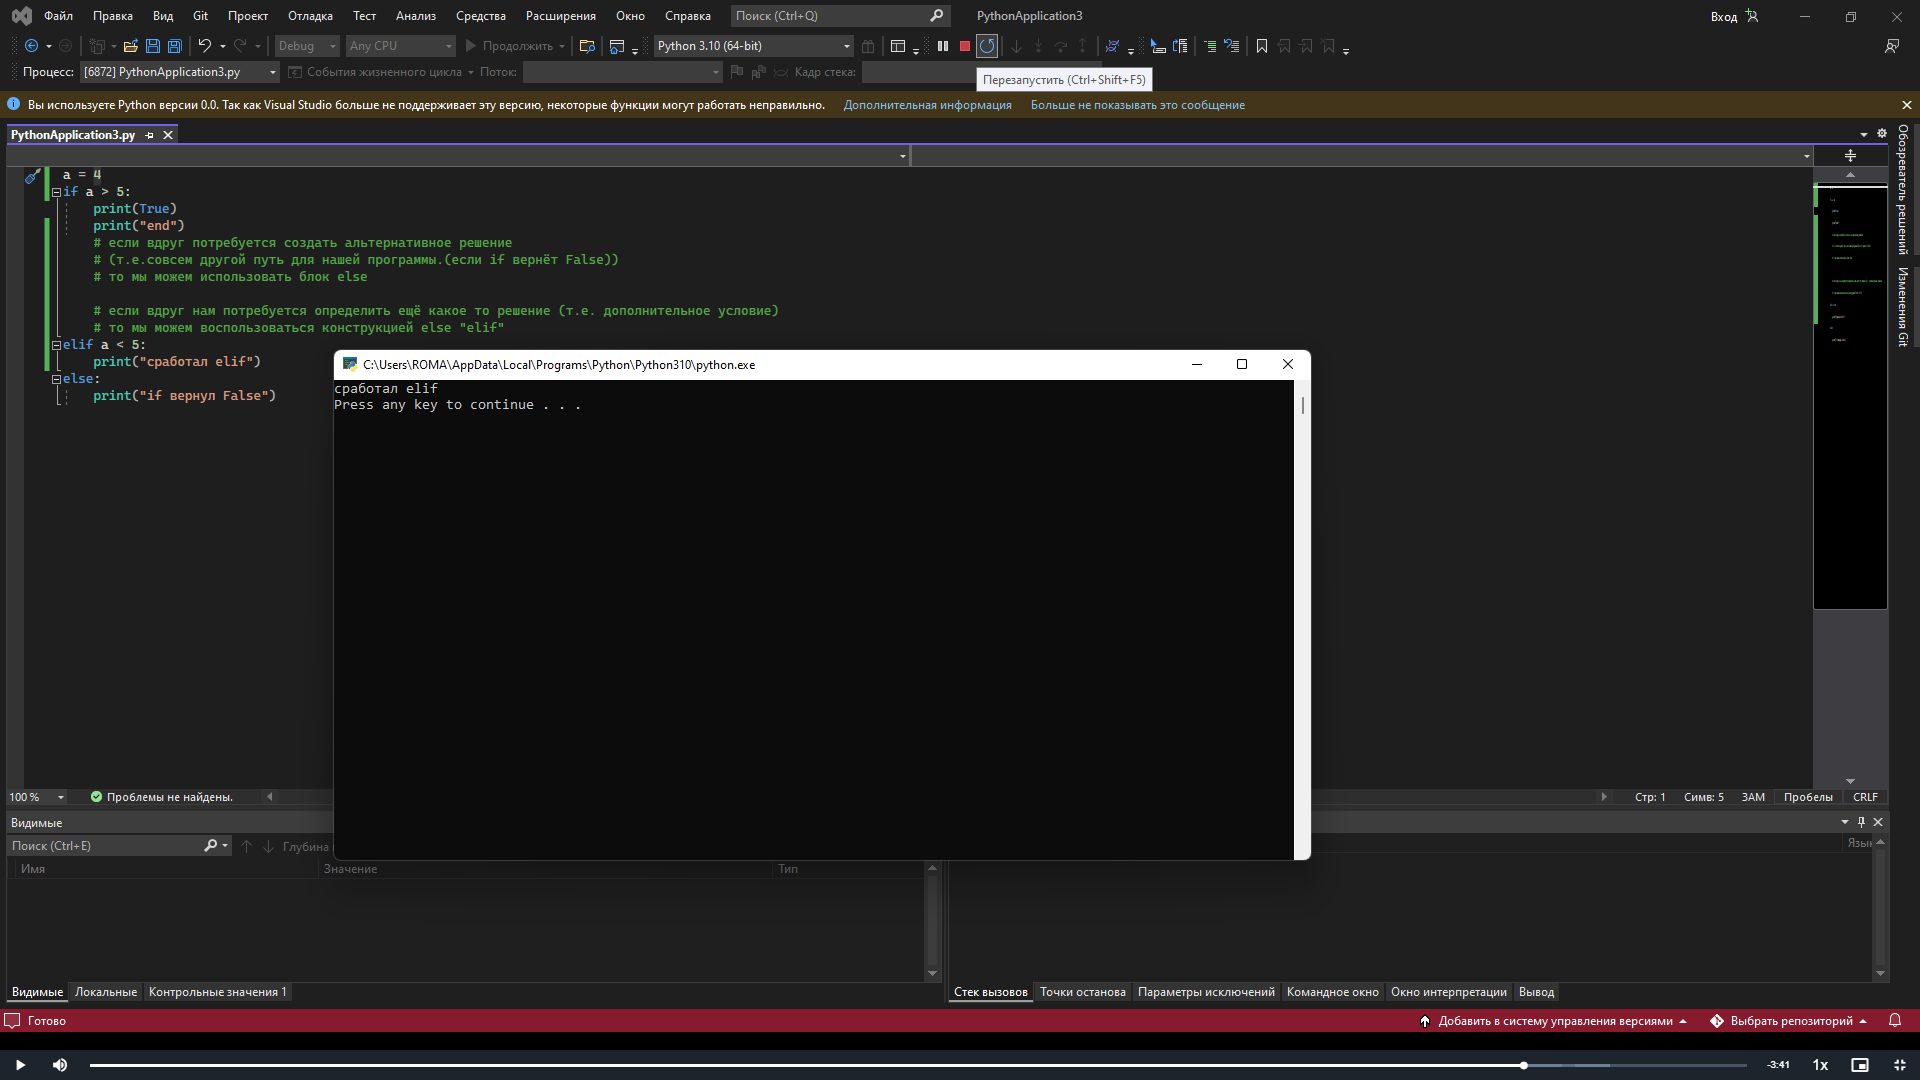 Файл Правка Вид Git Проект Отладка Тест Анализ Средства Расширения Окно Справка Поиск (Ctrl+Q) PythonApplication3 Вход
Debug Any CPU Продолжить Python 3.10 (64-bit)
Процесс: [6872] PythonApplication3.py События жизненного цикла Поток: Кадр стека:
Перезапустить (Ctrl+Shift+F5)
Вы используете Python версии 0.0. Так как Visual Studio больше не поддерживает эту версию, некоторые функции могут работать неправильно. Дополнительная информация Больше не показывать это сообщение
PythonApplication3.py
a = 4
if a > 5:
print(True)
print("end")
# если вдруг потребуется создать альтернативное решение
# (т.е.совсем другой путь для нашей программы.(если if вернёт False))
# то мы можем использовать блок else
# если вдруг нам потребуется определить ещё какое то решение (т.е. дополнительное условие)
# то мы можем воспользоваться конструкцией else "elif"
elif a < 5:
print("сработал elif")
else:
print("if вернул False")
C:\Users\ROMA\AppData\Local\Programs\Python\Python310\python.exe
сработал elif
Press any key to continue . . .
Обозреватель решений
Изменения Git
100 % Проблемы не найдены. Стр: 1 Симв: 5 ЗАМ Пробелы CRLF
Видимые
Поиск (Ctrl+E) Глубина
Имя Значение Тип
Язык
Видимые Локальные Контрольные значения 1
Стек вызовов Точки останова Параметры исключений Командное окно Окно интерпретации Вывод
Готово Добавить в систему управления версиями Выбрать репозиторий
-3:41 1x